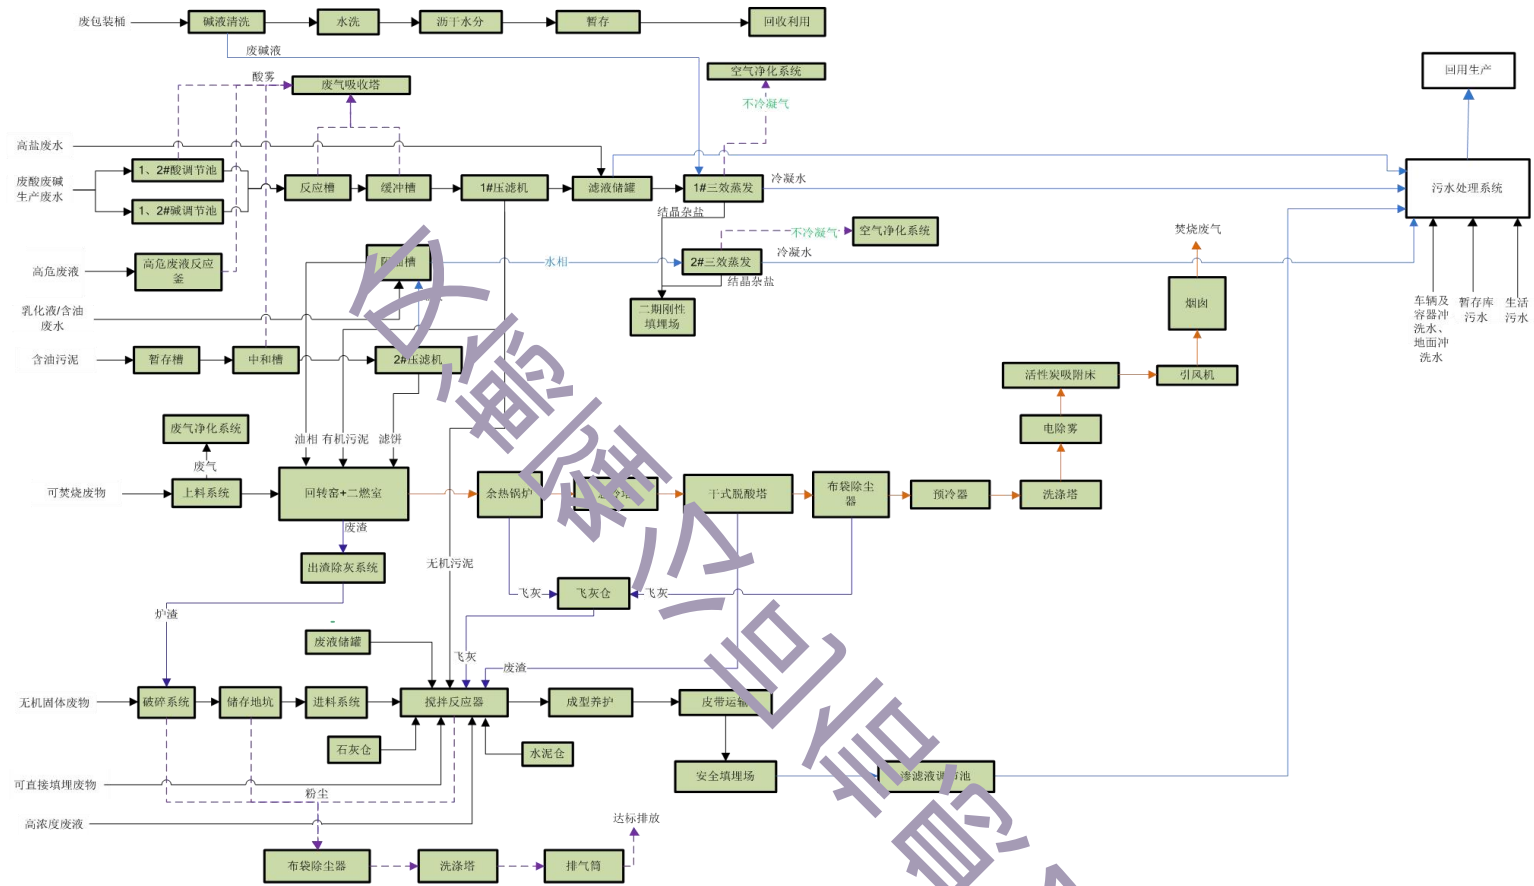 废包装桶
碱液清洗
水洗
沥干水分
暂存
回收利用
废碱液
空气净化系统
回用生产
酸雾
废气吸收塔
不冷凝气
高盐废水
1、2#酸调节池
废酸废碱
生产废水
反应槽
缓冲槽
1#压滤机
滤液储罐
1#三效蒸发
冷凝水
污水处理系统
1、2#碱调节池
结晶杂盐
焚烧废气
不冷凝气
空气净化系统
高危废液
高危废液反应
釜
水相
2#三效蒸发
冷凝水
结晶杂盐
烟囱
乳化液/含油
废水
二期刚性
填埋场
车辆及
容器冲
洗水、
地面冲
洗水
暂存库
污水
生活
污水
含油污泥
暂存槽
中和槽
2#压滤机
活性炭吸附床
引风机
废气净化系统
油相
有机污泥
滤饼
电除雾
废气
可焚烧废物
上料系统
回转窑+二燃室
余热锅炉
干式脱酸塔
布袋除尘
器
预冷器
洗涤塔
废渣
出渣除灰系统
无机污泥
飞灰
飞灰仓
飞灰
炉渣
废液储罐
飞灰
废渣
无机固体废物
破碎系统
储存地坑
进料系统
搅拌反应器
成型养护
皮带运输
石灰仓
水泥仓
安全填埋场
渗滤液调节池
可直接填埋废物
粉尘
高浓度废液
达标排放
布袋除尘器
洗涤塔
排气筒